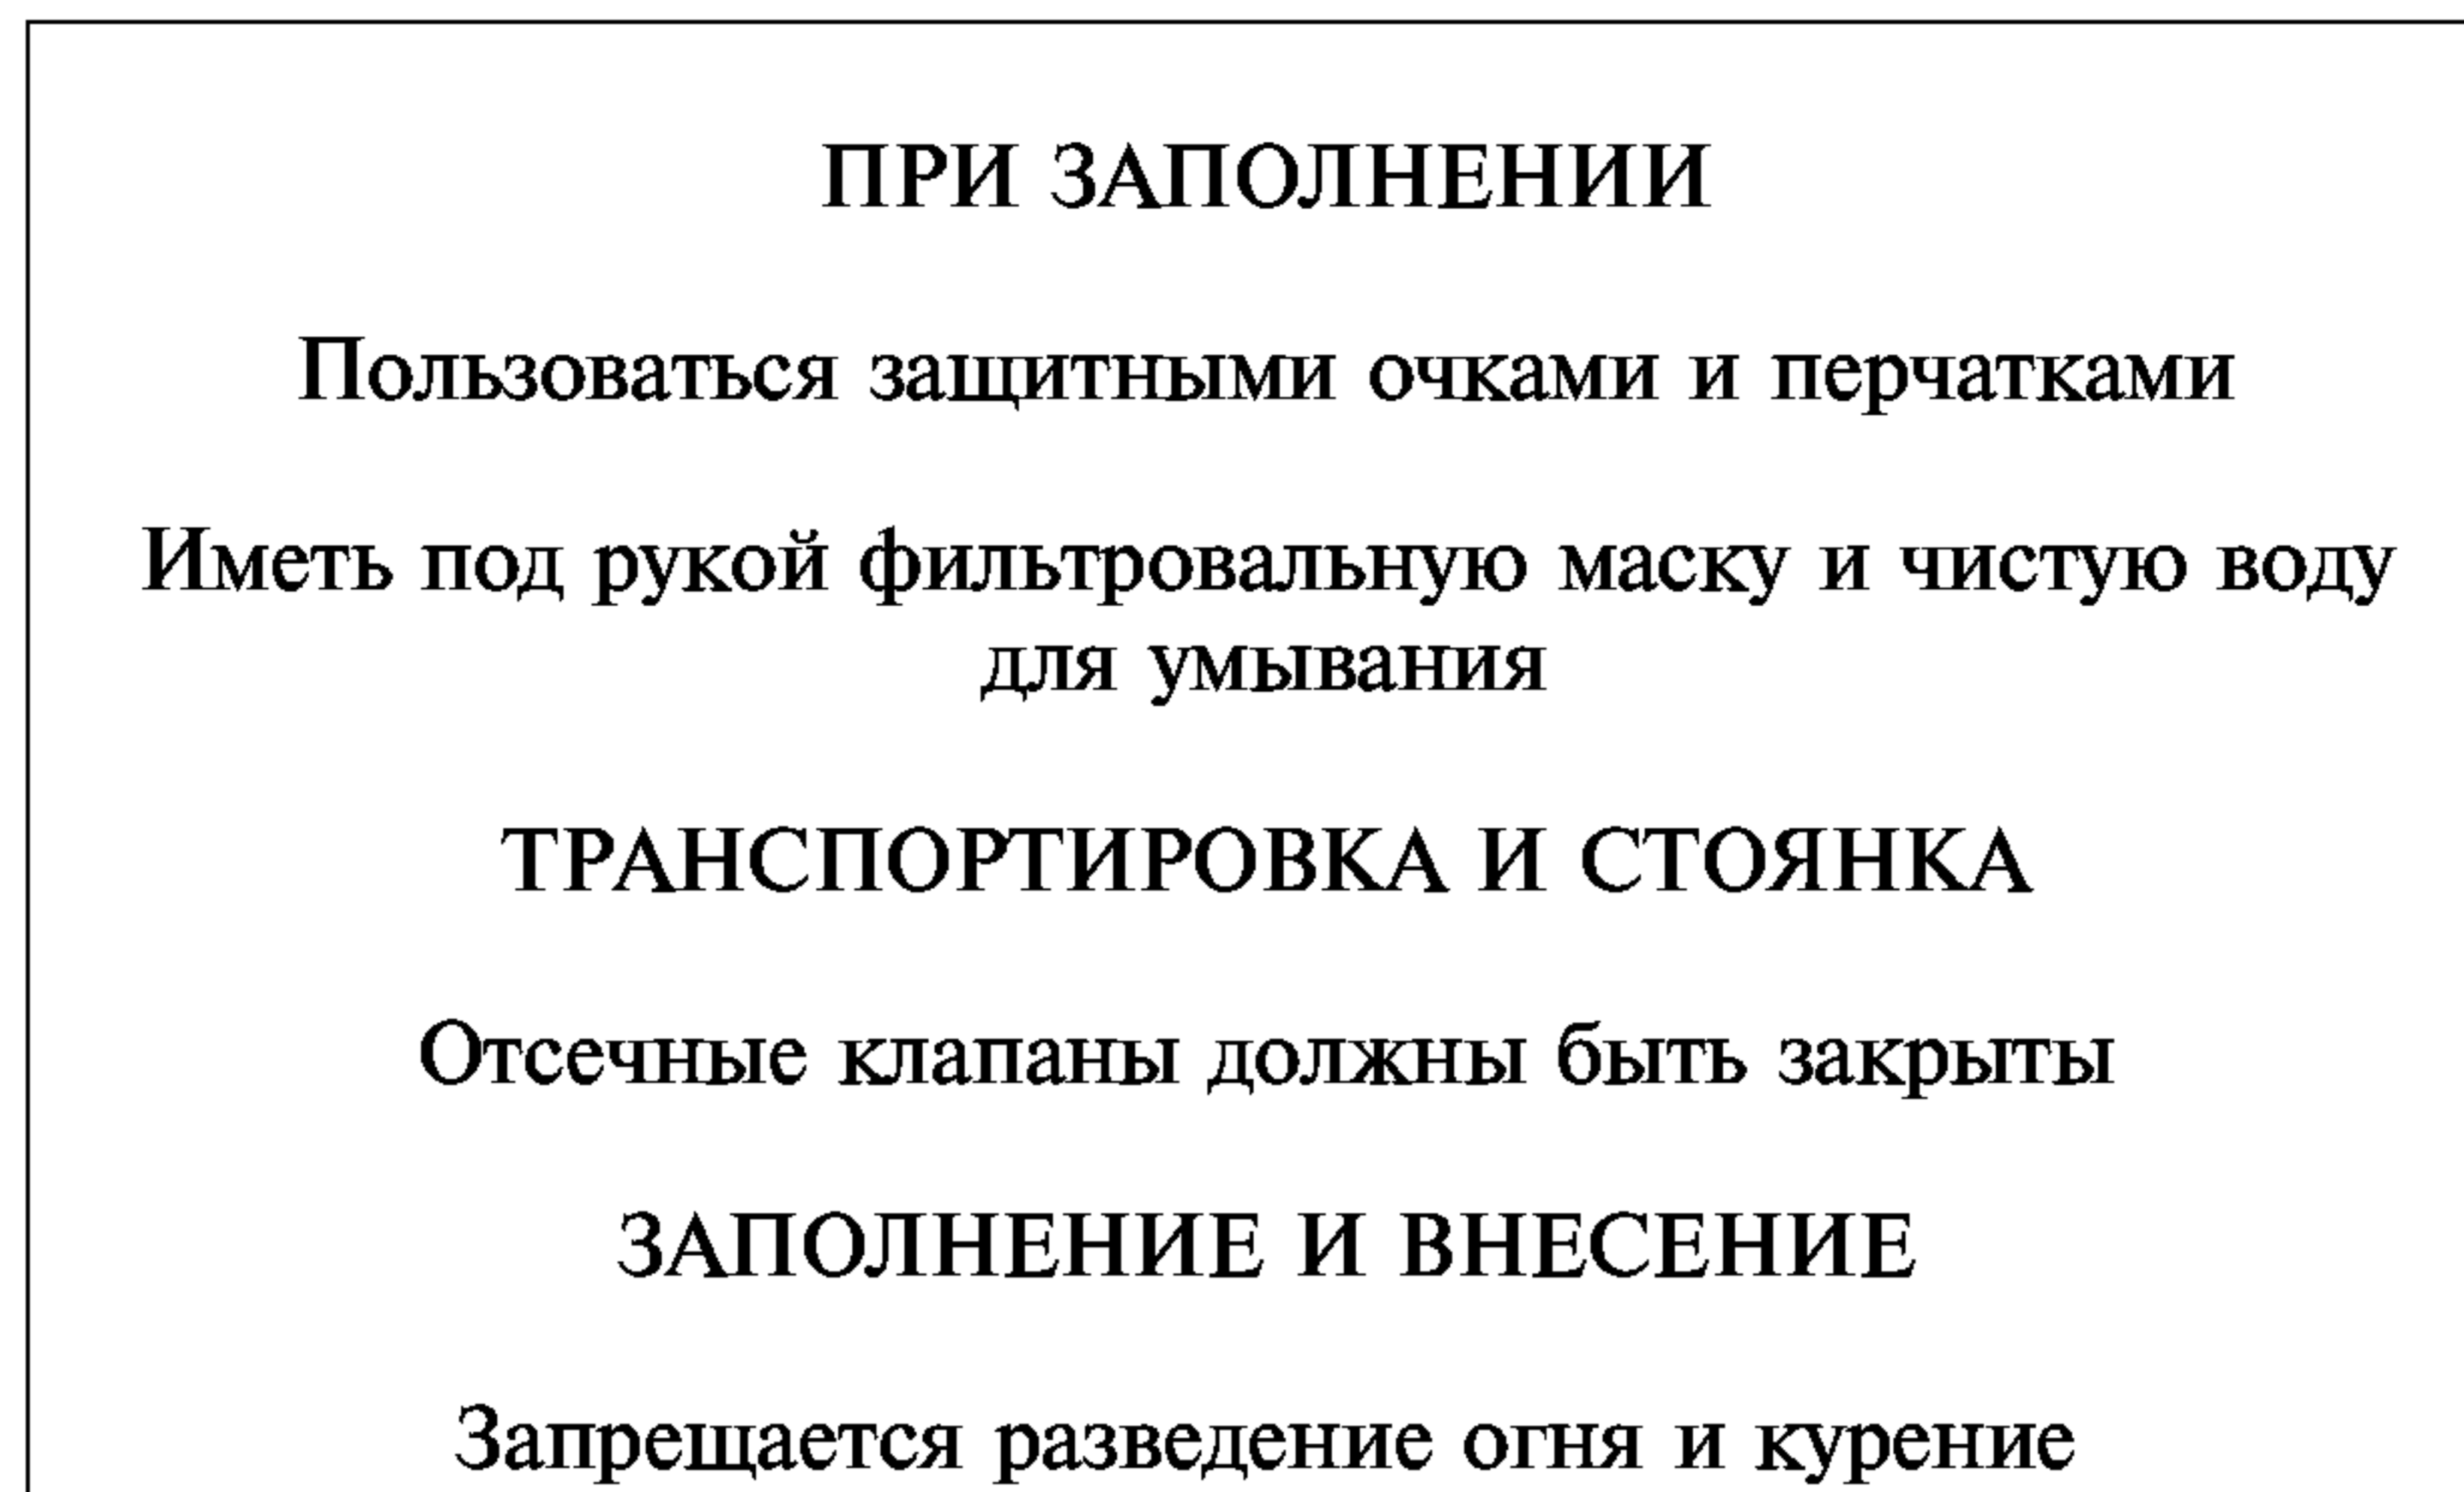 ПРИ ЗАПОЛНЕНИИ
Пользоваться защитными очками и перчатками
Иметь под рукой фильтровальную маску и чистую воду
для умывания
ТРАНСПОРТИРОВКА И СТОЯНКА
Отсечные клапаны должны быть закрыты
ЗАПОЛНЕНИЕ И ВНЕСЕНИЕ
Запрещается разведение огня и курение